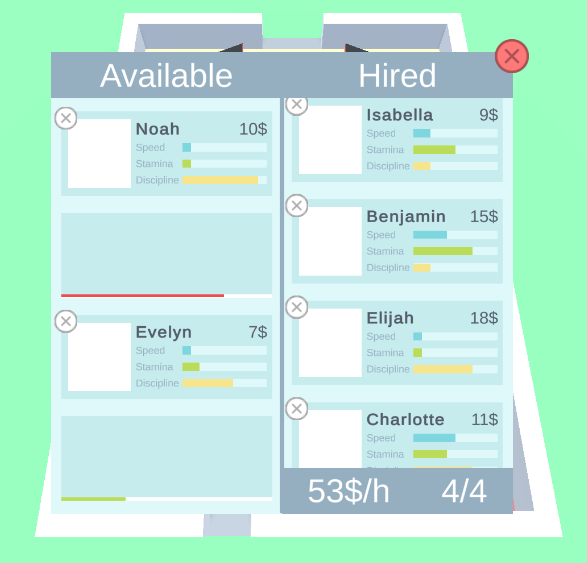 Available
Noah 10$
Speed
Stamina
Discipline
Evelyn 7$
Speed
Stamina
Discipline
Hired
Isabella 9$
Speed
Stamina
Discipline
Benjamin 15$
Speed
Stamina
Discipline
Elijah 18$
Speed
Stamina
Discipline
Charlotte 11$
Speed
Stamina
53$/h 4/4